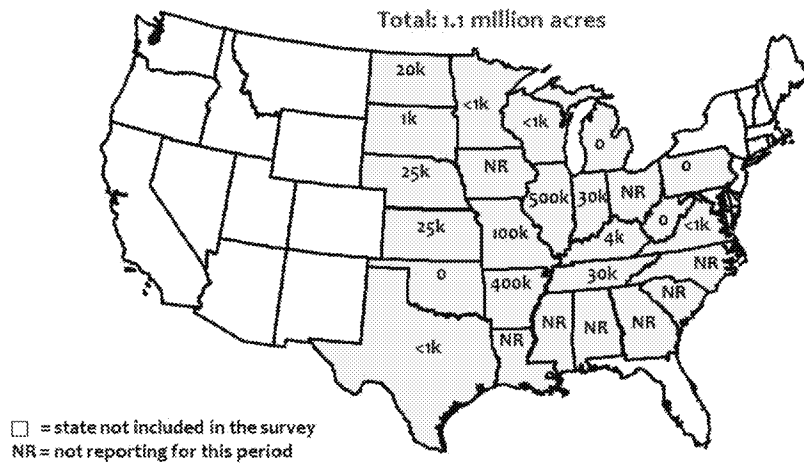 Total: 1.1 million acres
20k
<1k
1k
<1k
0
25k
NR
500k
30k
NR
0
25k
100k
4k
0
<1k
0
400k
30k
NR
NR
<1k
NR
NR
NR
NR
= state not included in the survey
NR = not reporting for this period